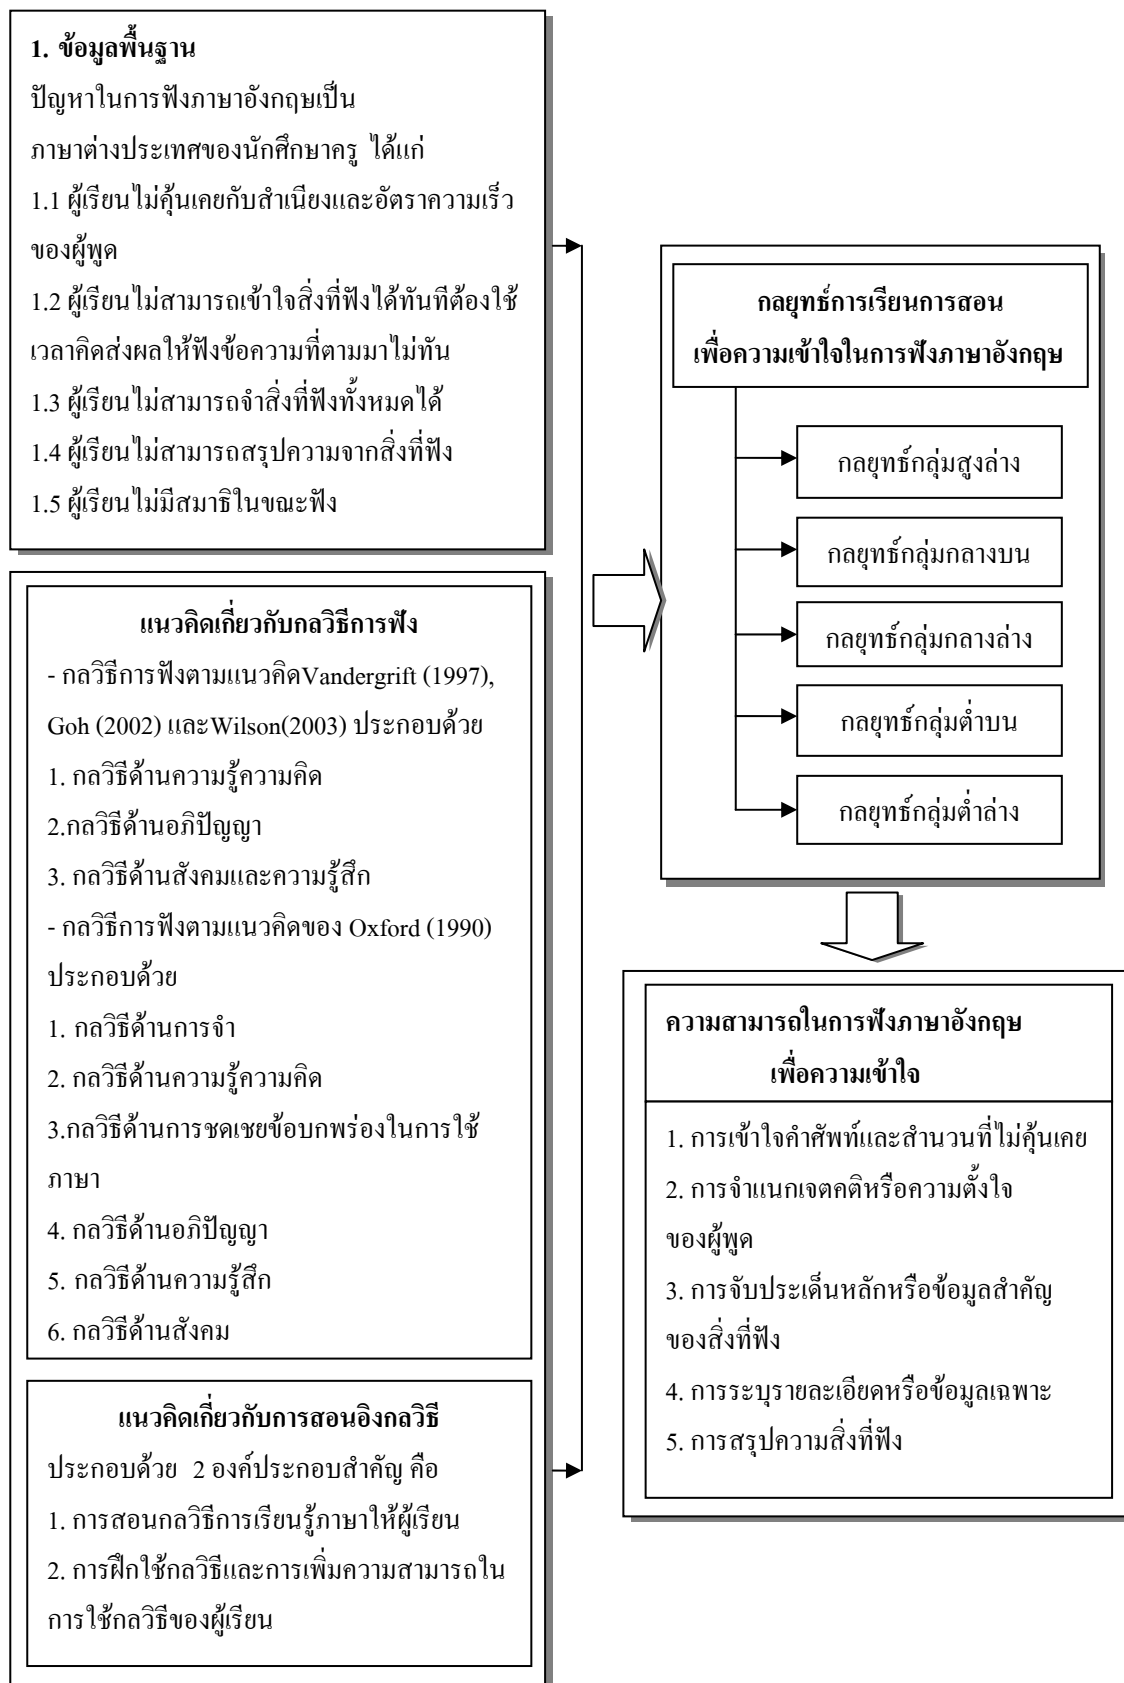 1. ข้อมูลพื้นฐาน
ปัญหาในการฟังภาษาอังกฤษเป็น
ภาษาต่างประเทศของนักศึกษาครู ได้แก่
1.1 ผู้เรียนไม่คุ้นเคยกับสำเนียงและอัตราความเร็ว
ของผู้พูด
1.2 ผู้เรียนไม่สามารถเข้าใจสิ่งที่ฟังได้ทันทีต้องใช้
เวลาคิดส่งผลให้ฟังข้อความที่ตามมาไม่ทัน
1.3 ผู้เรียนไม่สามารถจำสิ่งที่ฟังทั้งหมดได้
1.4 ผู้เรียนไม่สามารถสรุปความจากสิ่งที่ฟัง
1.5 ผู้เรียนไม่มีสมาธิในขณะฟัง
แนวคิดเกี่ยวกับกลวิธีการฟัง
- กลวิธีการฟังตามแนวคิดVandergrift (1997),
Goh (2002) และWilson(2003) ประกอบด้วย
1. กลวิธีด้านความรู้ความคิด
2.กลวิธีด้านอภิปัญญา
3. กลวิธีด้านสังคมและความรู้สึก
- กลวิธีการฟังตามแนวคิดของ Oxford (1990)
ประกอบด้วย
1. กลวิธีด้านการจำ
2. กลวิธีด้านความรู้ความคิด
3.กลวิธีด้านการชดเชยข้อบกพร่องในการใช้
ภาษา
4. กลวิธีด้านอภิปัญญา
5. กลวิธีด้านความรู้สึก
6. กลวิธีด้านสังคม
แนวคิดเกี่ยวกับการสอนอิงกลวิธี
ประกอบด้วย 2 องค์ประกอบสำคัญ คือ
1. การสอนกลวิธีการเรียนรู้ภาษาให้ผู้เรียน
2. การฝึกใช้กลวิธีและการเพิ่มความสามารถใน
การใช้กลวิธีของผู้เรียน
กลยุทธ์การเรียนการสอน
เพื่อความเข้าใจในการฟังภาษาอังกฤษ
กลยุทธ์กลุ่มสูงล่าง
กลยุทธ์กลุ่มกลางบน
กลยุทธ์กลุ่มกลางล่าง
กลยุทธ์กลุ่มต่ำบน
กลยุทธ์กลุ่มต่ำล่าง
ความสามารถในการฟังภาษาอังกฤษ
เพื่อความเข้าใจ
1. การเข้าใจคำศัพท์และสำนวนที่ไม่คุ้นเคย
2. การจำแนกเจตคติหรือความตั้งใจ
ของผู้พูด
3. การจับประเด็นหลักหรือข้อมูลสำคัญ
ของสิ่งที่ฟัง
4. การระบุรายละเอียดหรือข้อมูลเฉพาะ
5. การสรุปความสิ่งที่ฟัง